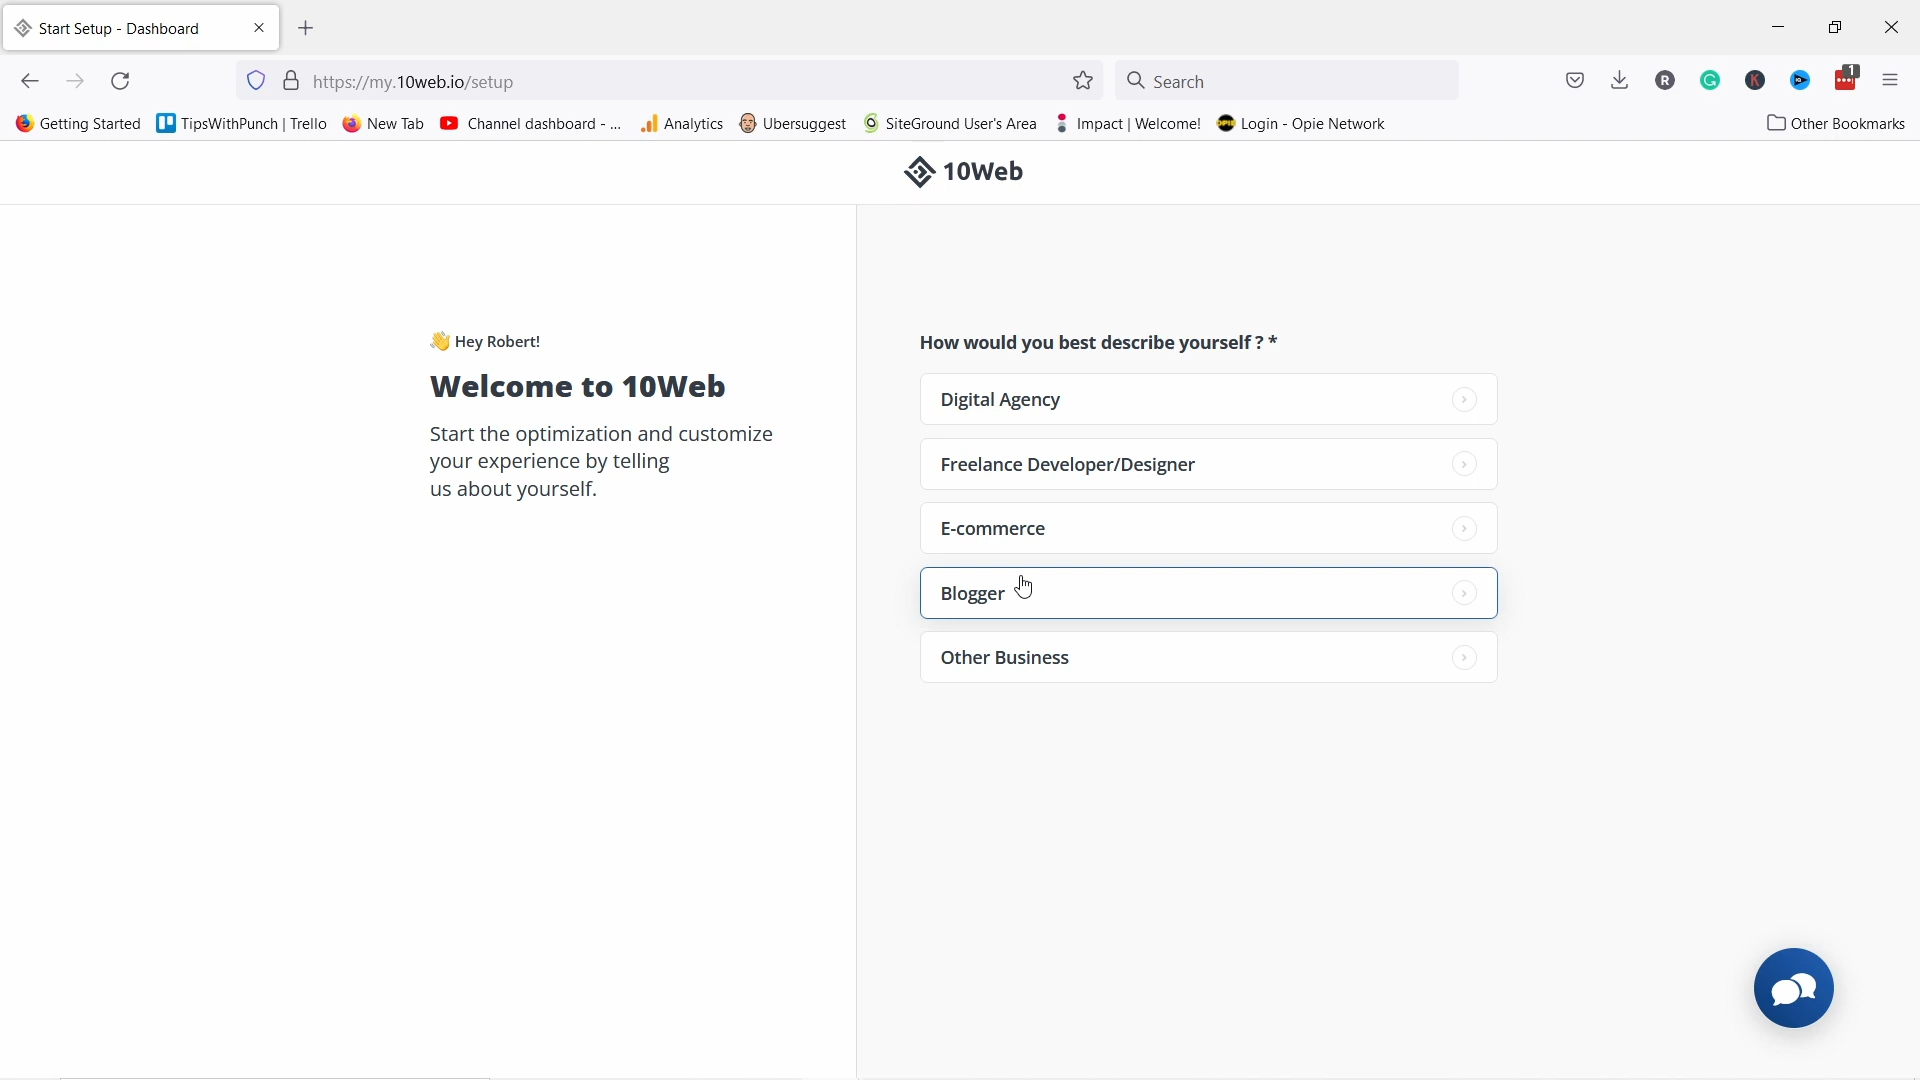 Start Setup - Dashboard
https://my.10web.io/setup
Search
1
Getting Started
TipsWithPunch | Trello
New Tab
Channel dashboard - ...
Analytics
Ubersuggest
SiteGround User's Area
Impact | Welcome!
Login - Opie Network
Other Bookmarks
10Web
👋 Hey Robert!
Welcome to 10Web
Start the optimization and customize
your experience by telling
us about yourself.
How would you best describe yourself ? *
Digital Agency
Freelance Developer/Designer
E-commerce
Blogger
Other Business